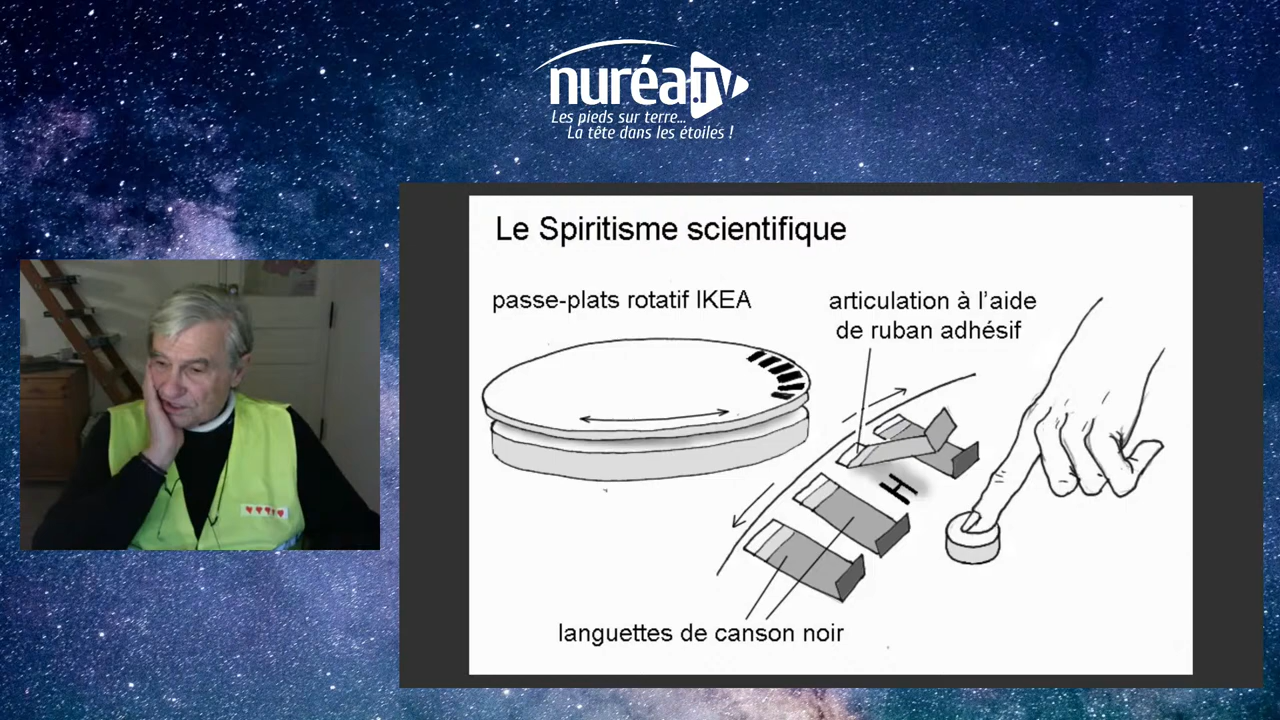 nuréa.TV
Les pieds sur terre...
La tête dans les étoiles !
Le Spiritisme scientifique
passe-plats rotatif IKEA
articulation à l'aide
de ruban adhésif
H
languettes de canson noir